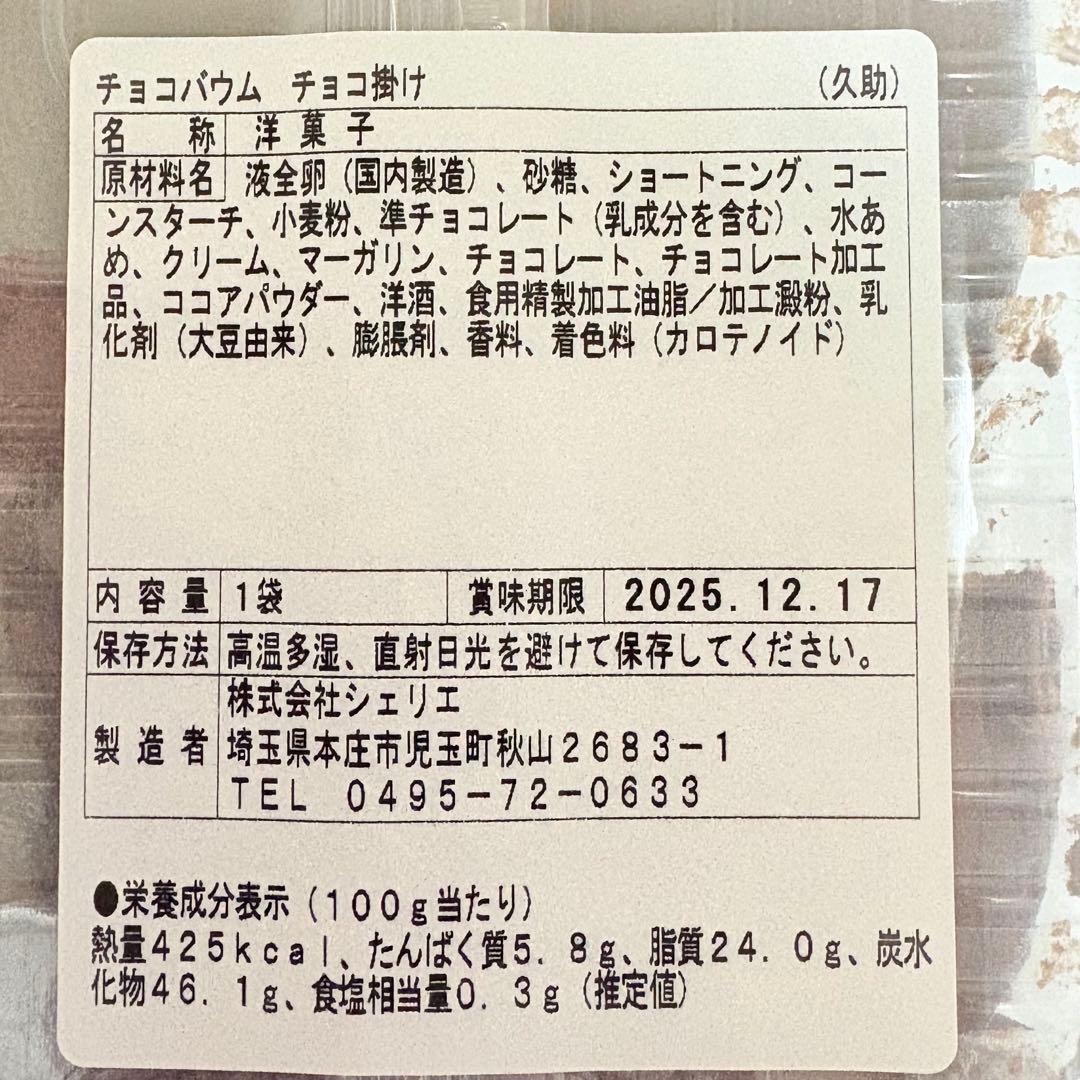 チョコバウム　チョコ掛け　（久助）
名称　洋菓子
原材料名　液全卵（国内製造）、砂糖、ショートニング、コー
ンスターチ、小麦粉、準チョコレート（乳成分を含む）、水あ
め、クリーム、マーガリン、チョコレート、チョコレート加工
品、ココアパウダー、洋酒、食用精製加工油脂／加工澱粉、乳
化剤（大豆由来）、膨脹剤、香料、着色料（カロテノイド）
内容量　1袋　賞味期限　2025.12.17
保存方法　高温多湿、直射日光を避けて保存してください。
株式会社シェリエ
製造者　埼玉県本庄市児玉町秋山２６８３－１
ＴＥＬ　０４９５－７２－０６３３
●栄養成分表示（１００ｇ当たり）
熱量４２５ｋｃａｌ、たんぱく質５．８ｇ、脂質２４．０ｇ、炭水
化物４６．１ｇ、食塩相当量０．３ｇ（推定値）